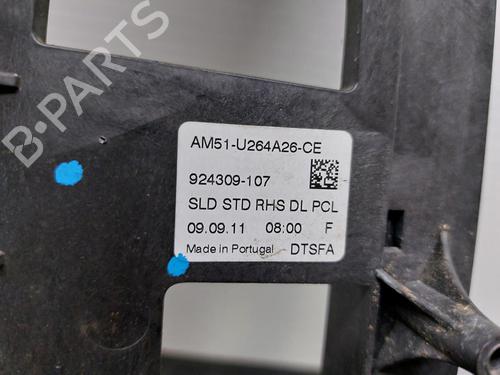 B-PARTS
AM51-U264A26-CE
924309-107
SLD STD RHS DL PCL
09.09.11 08:00 F
Made in Portugal DTSFA